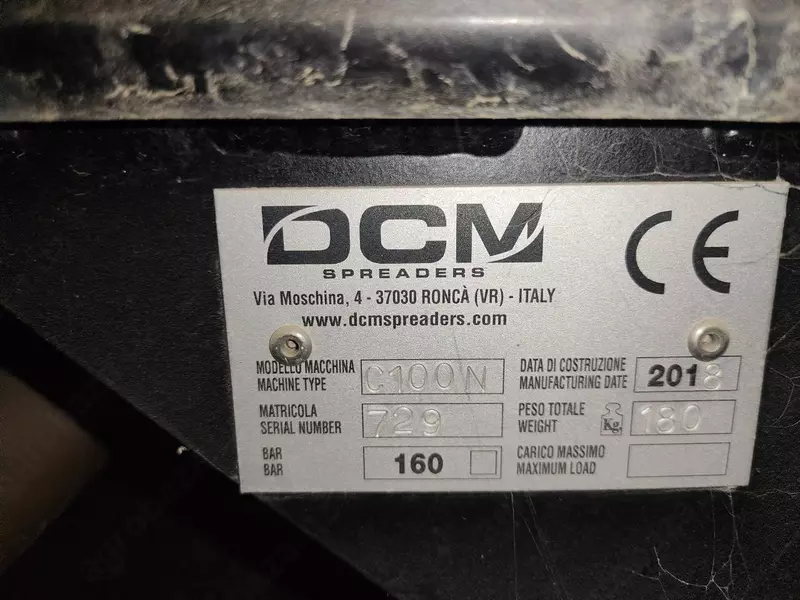 DCM
SPREADERS
CE
Via Moschina, 4 - 37030 RONCÀ (VR) - ITALY
www.dcmspreaders.com
MODELLO MACCHINA
MACHINE TYPE
C100N
DATA DI COSTRUZIONE
MANUFACTURING DATE
2018
MATRICOLA
SERIAL NUMBER
729
PESO TOTALE
WEIGHT
Kg.
180
BAR
BAR
160
CARICO MASSIMO
MAXIMUM LOAD